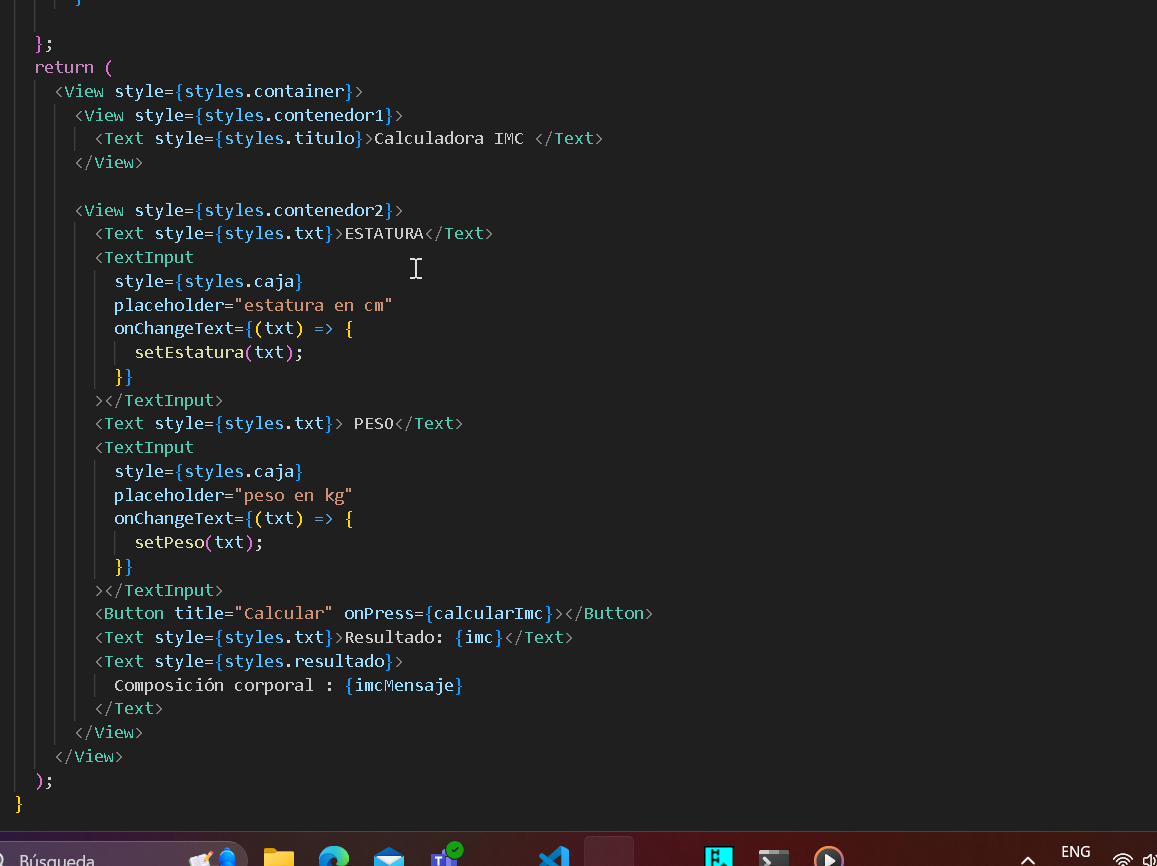 }
};
return (
<View style={styles.container}>
<View style={styles.contenedor1}>
<Text style={styles.titulo}>Calculadora IMC </Text>
</View>
<View style={styles.contenedor2}>
<Text style={styles.txt}>ESTATURA</Text>
<TextInput
style={styles.caja}
placeholder="estatura en cm"
onChangeText={(txt) => {
setEstatura(txt);
}}
></TextInput>
<Text style={styles.txt}> PESO</Text>
<TextInput
style={styles.caja}
placeholder="peso en kg"
onChangeText={(txt) => {
setPeso(txt);
}}
></TextInput>
<Button title="Calcular" onPress={calcularImc}></Button>
<Text style={styles.txt}>Resultado: {imc}</Text>
<Text style={styles.resultado}>
Composición corporal : {imcMensaje}
</Text>
</View>
</View>
);
}
Búsqueda
ENG